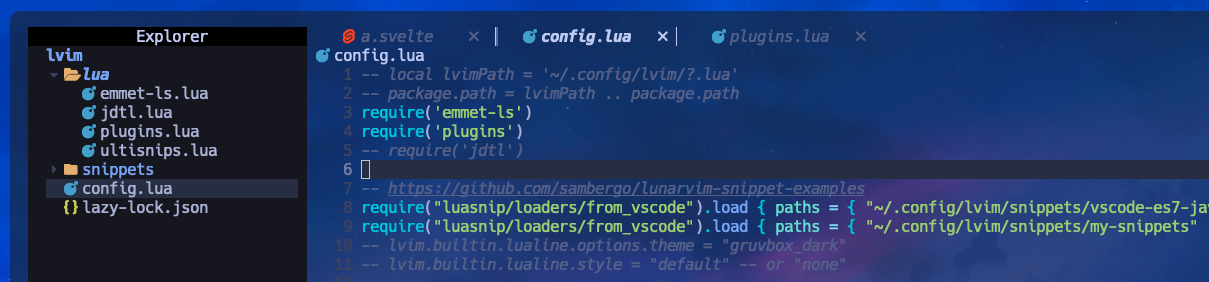 Explorer
lvim
lua
emmet-ls.lua
jdtl.lua
plugins.lua
ultisnips.lua
snippets
config.lua
{} lazy-lock.json
a.svelte × config.lua × plugins.lua ×
config.lua
1 -- local lvimPath = '~/.config/lvim/?.lua'
2 -- package.path = lvimPath .. package.path
3 require('emmet-ls')
4 require('plugins')
5 -- require('jdtl')
6
7 -- https://github.com/sambergo/lunarvim-snippet-examples
8 require("luasnip/loaders/from_vscode").load { paths = { "~/.config/lvim/snippets/vscode-es7-jav
9 require("luasnip/loaders/from_vscode").load { paths = { "~/.config/lvim/snippets/my-snippets"
10 -- lvim.builtin.lualine.options.theme = "gruvbox_dark"
11 -- lvim.builtin.lualine.style = "default" -- or "none"